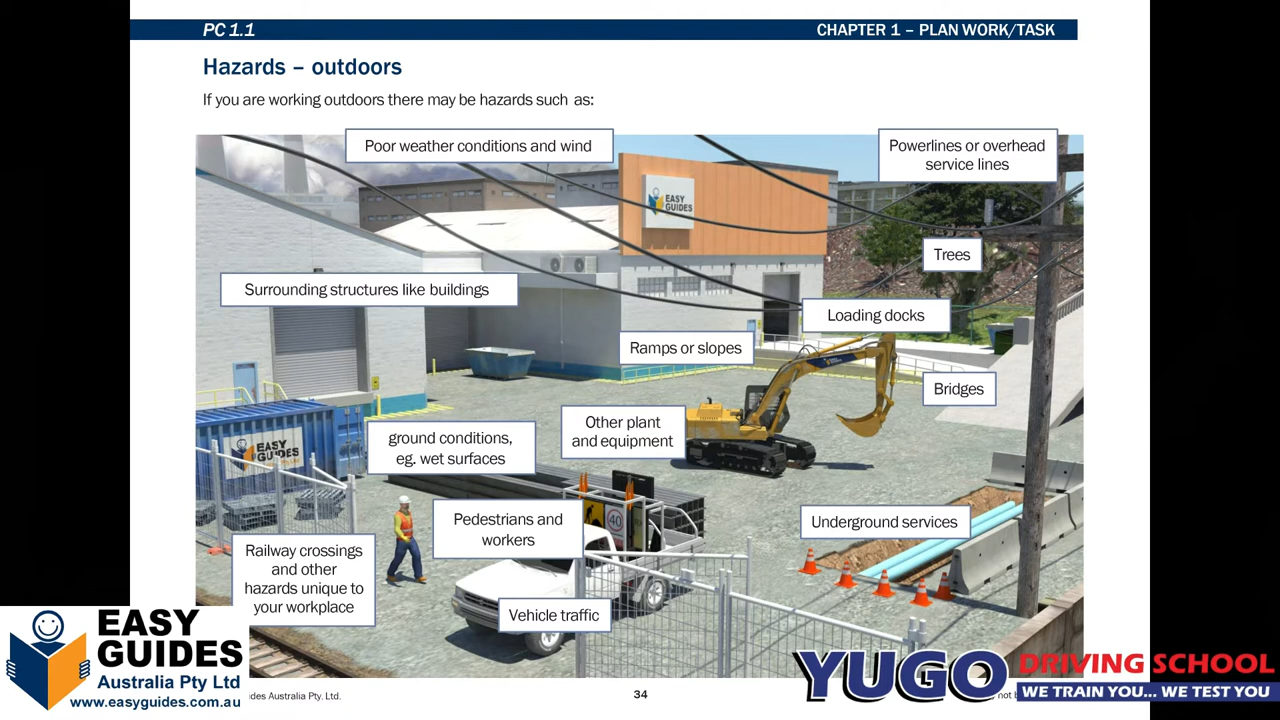 PC 1.1
CHAPTER 1 – PLAN WORK/TASK
Hazards – outdoors
If you are working outdoors there may be hazards such as:
Poor weather conditions and wind
Powerlines or overhead
service lines
EASY
GUIDES
Trees
Surrounding structures like buildings
Loading docks
Ramps or slopes
Bridges
Other plant
and equipment
ground conditions,
eg. wet surfaces
EASY
GUIDES
40
Pedestrians and
workers
Underground services
Railway crossings
and other
hazards unique to
your workplace
Vehicle traffic
EASY
GUIDES
Australia Pty Ltd
www.easyguides.com.au
YUGO
DRIVING SCHOOL
WE TRAIN YOU... WE TEST YOU
Australia Pty. Ltd.
34